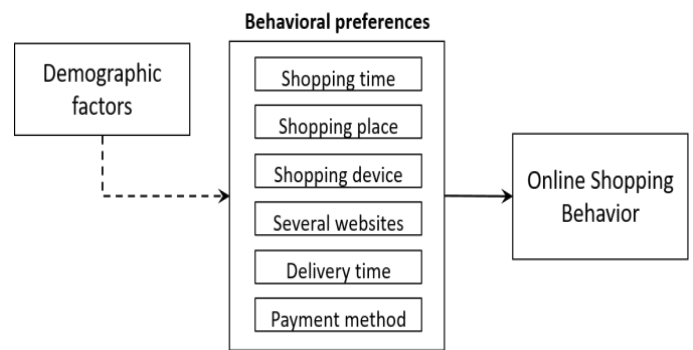 Behavioral preferences
Demographic
factors
Shopping time
Shopping place
Shopping device
Several websites
Delivery time
Payment method
Online Shopping
Behavior